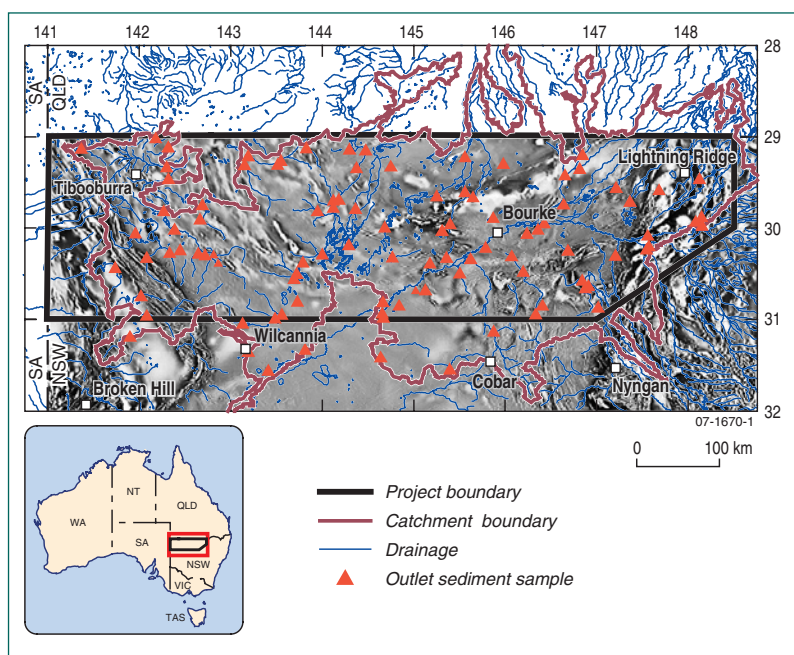 141 142 143 144 145 146 147 148
28
29
30
31
32
SA
QLD
Tibooburra
Lightning Ridge
Bourke
Wilcannia
SA
NSW
Broken Hill
Cobar
Nyngan
07-1670-1
0 100 km
WA
NT
QLD
SA
NSW
VIC
TAS
Project boundary
Catchment boundary
Drainage
Outlet sediment sample